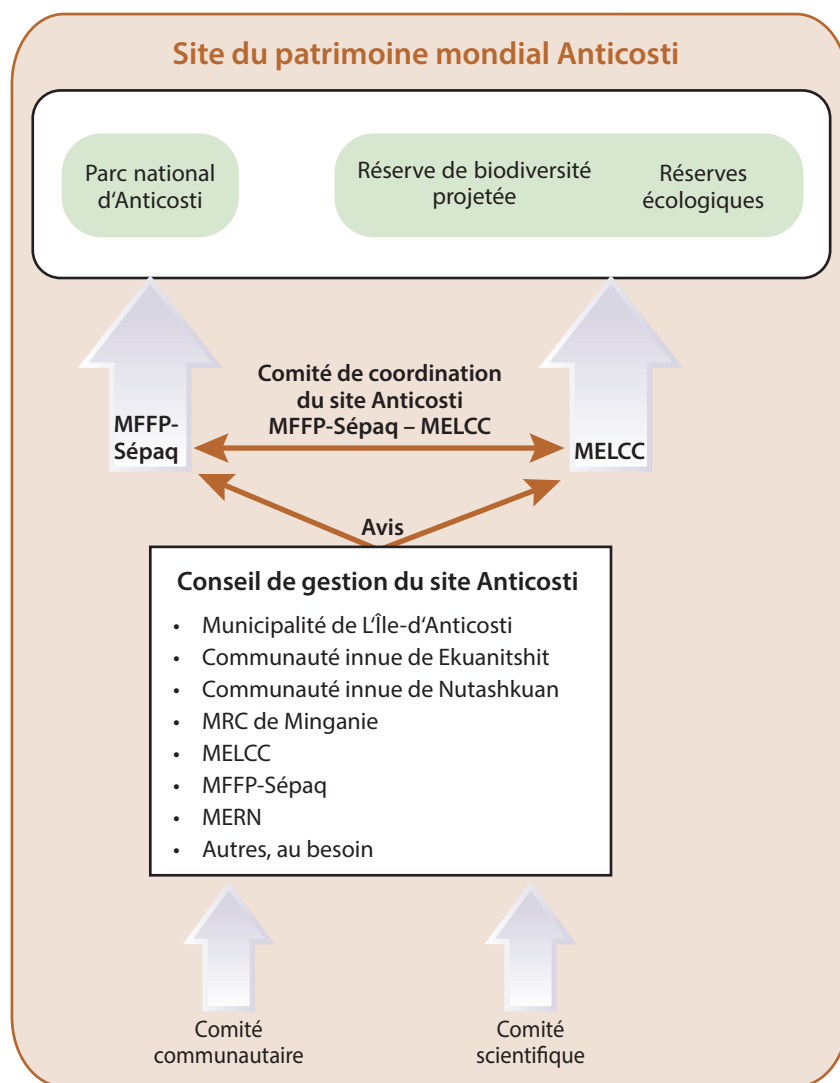 Site du patrimoine mondial Anticosti
Parc national
d‘Anticosti
Réserve de biodiversité
projetée
Réserves
écologiques
Comité de coordination
du site Anticosti
MFFP-Sépaq – MELCC
MFFP-
Sépaq
MELCC
Avis
Conseil de gestion du site Anticosti
• Municipalité de L‘Île-d‘Anticosti
• Communauté innue de Ekuanitshit
• Communauté innue de Nutashkuan
• MRC de Minganie
• MELCC
• MFFP-Sépaq
• MERN
• Autres, au besoin
Comité
communautaire
Comité
scientifique